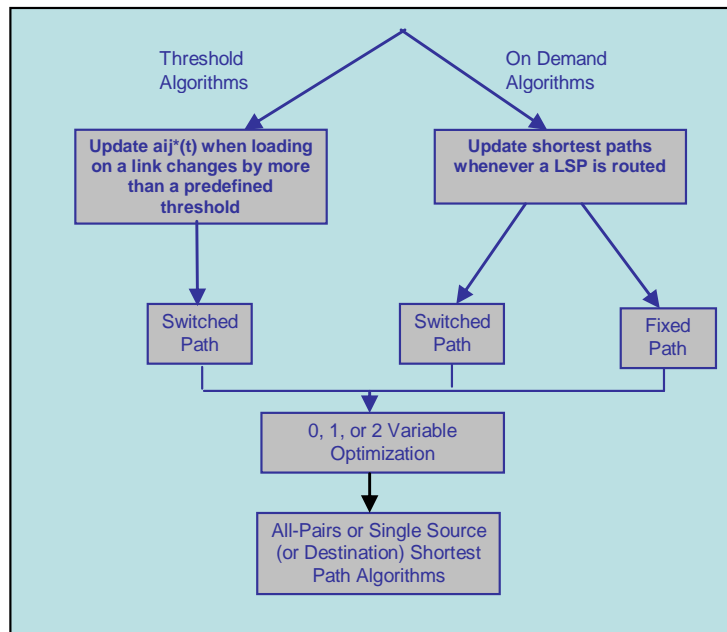 Threshold
Algorithms
On Demand
Algorithms
Update aij*(t) when loading
on a link changes by more
than a predefined
threshold
Update shortest paths
whenever a LSP is routed
Switched
Path
Switched
Path
Fixed
Path
0, 1, or 2 Variable
Optimization
All-Pairs or Single Source
(or Destination) Shortest
Path Algorithms